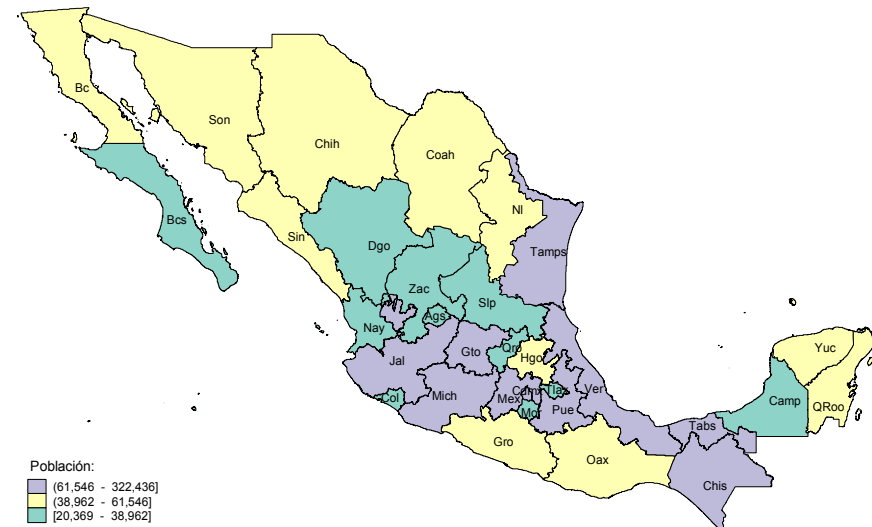 Bc
Son
Chih
Coah
Nl
Bcs
Sin
Dgo
Tamps
Zac
Slp
Nay
Ags
Jal
Gto
Qro
Hgo
Yuc
Col
Mich
Mex
Cdmx
Tlax
Ver
Camp
QRoo
Mor
Pue
Tabs
Gro
Oax
Chis
Población:
(61,546 - 322,436]
(38,962 - 61,546]
[20,369 - 38,962]